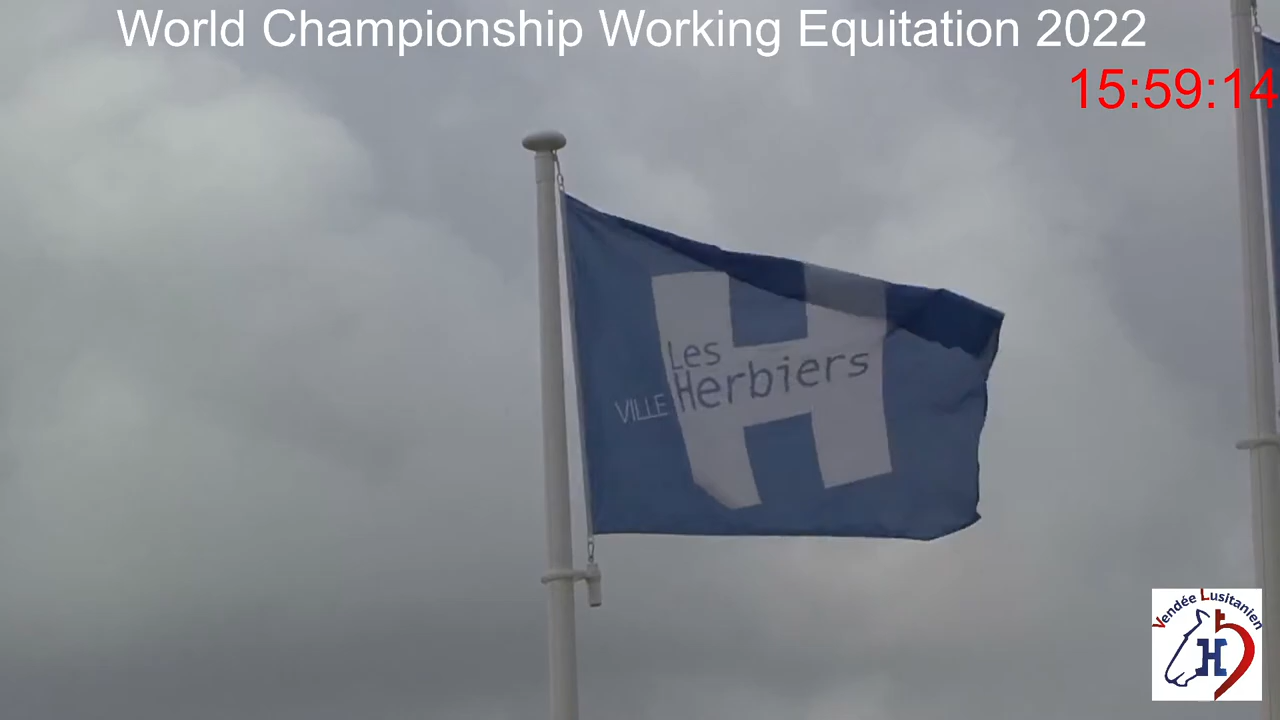 World Championship Working Equitation 2022
15:59:14
Les
Herbiers
VILLE
Vendée Lusitanien
H